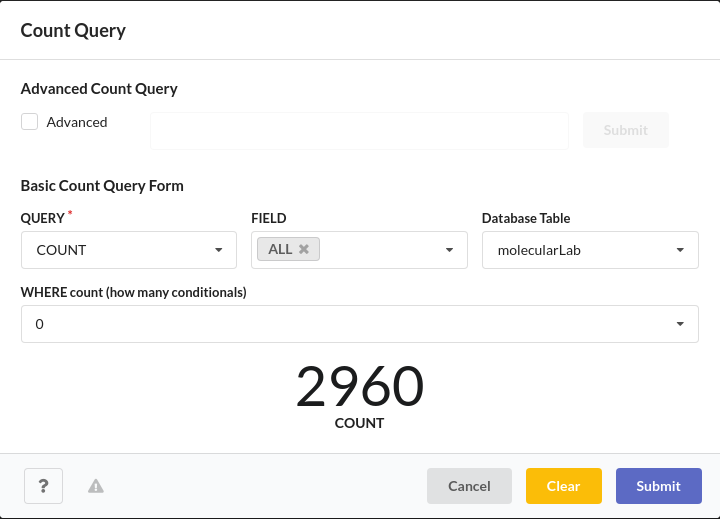 Count Query
Advanced Count Query
Advanced
Submit
Basic Count Query Form
QUERY * FIELD Database Table
COUNT ALL molecularLab
WHERE count (how many conditionals)
0
2960
COUNT
? Cancel Clear Submit